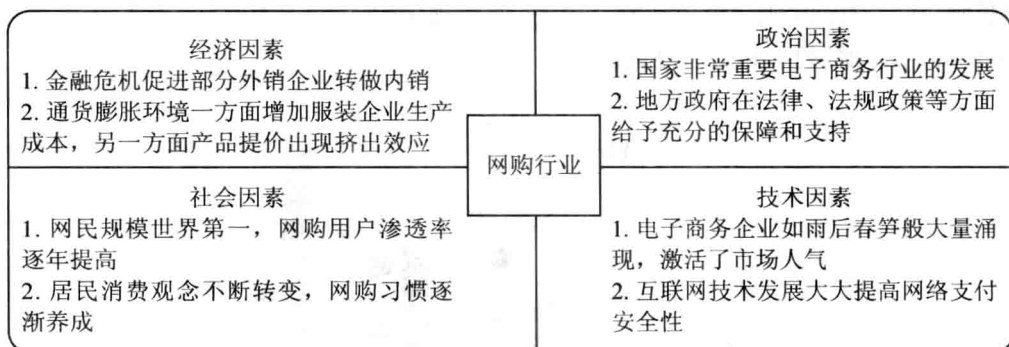 经济因素
1. 金融危机促进部分外销企业转做内销
2. 通货膨胀环境一方面增加服装企业生产
成本，另一方面产品提价出现挤出效应
政治因素
1. 国家非常重要电子商务行业的发展
2. 地方政府在法律、法规政策等方面
给予充分的保障和支持
网购行业
社会因素
1. 网民规模世界第一，网购用户渗透率
逐年提高
2. 居民消费观念不断转变，网购习惯逐
渐养成
技术因素
1. 电子商务企业如雨后春笋般大量涌
现，激活了市场人气
2. 互联网技术发展大大提高网络支付
安全性